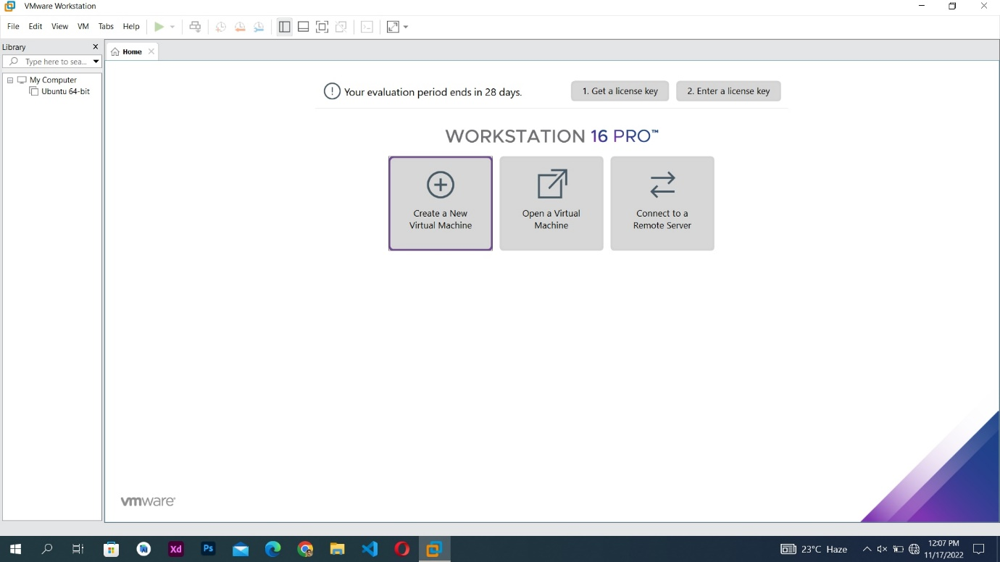 VMware Workstation
File Edit View VM Tabs Help
Library
Type here to sea...
My Computer
Ubuntu 64-bit
Home
Your evaluation period ends in 28 days.
1. Get a license key
2. Enter a license key
WORKSTATION 16 PRO™
Create a New
Virtual Machine
Open a Virtual
Machine
Connect to a
Remote Server
vmware®
Xd
Ps
23°C Haze
12:07 PM
11/17/2022